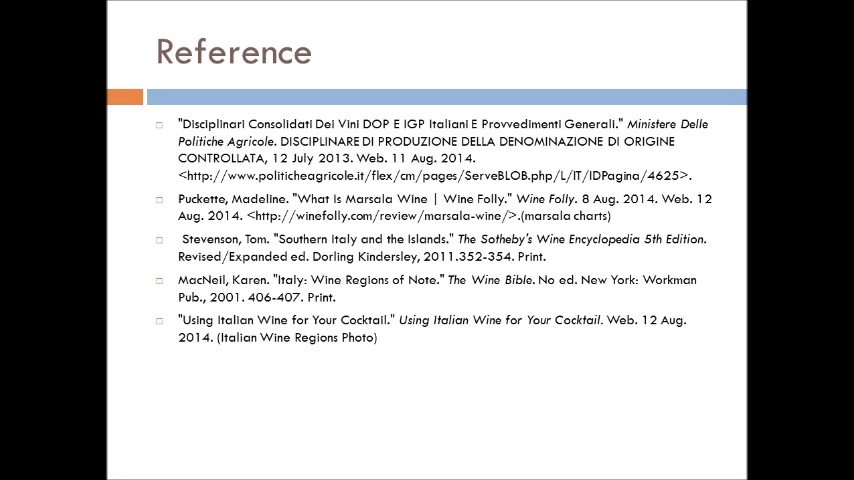 Reference
"Disciplinari Consolidati Dei Vini DOP E IGP Italiani E Provvedimenti Generali." Ministere Delle
Politiche Agricole. DISCIPLINARE DI PRODUZIONE DELLA DENOMINAZIONE DI ORIGINE
CONTROLLATA, 12 July 2013. Web. 11 Aug. 2014.
<http://www.politicheagricole.it/flex/cm/pages/ServeBLOB.php/L/IT/IDPagina/4625>.
Puckette, Madeline. "What Is Marsala Wine | Wine Folly." Wine Folly. 8 Aug. 2014. Web. 12
Aug. 2014. <http://winefolly.com/review/marsala-wine/>.(marsala charts)
Stevenson, Tom. "Southern Italy and the Islands." The Sotheby's Wine Encyclopedia 5th Edition.
Revised/Expanded ed. Dorling Kindersley, 2011.352-354. Print.
MacNeil, Karen. "Italy: Wine Regions of Note." The Wine Bible. No ed. New York: Workman
Pub., 2001. 406-407. Print.
"Using Italian Wine for Your Cocktail." Using Italian Wine for Your Cocktail. Web. 12 Aug.
2014. (Italian Wine Regions Photo)